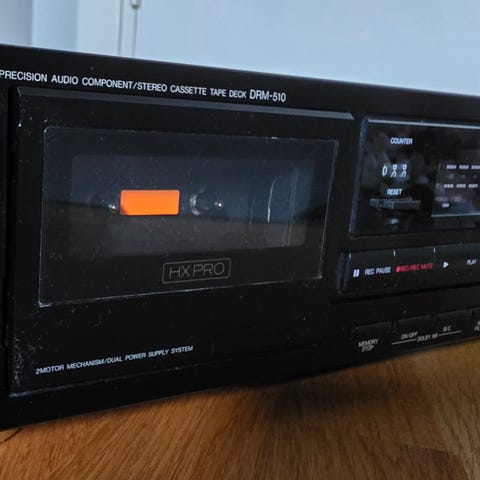 PRECISION AUDIO COMPONENT/STEREO CASSETTE TAPE DECK DRM-510
COUNTER
RESET
HX PRO
REC PAUSE
REC/REC MUTE
PLAY
MEMORY
STOP
ON/OFF
B/C
DOLBY NR
2MOTOR MECHANISM/DUAL POWER SUPPLY SYSTEM